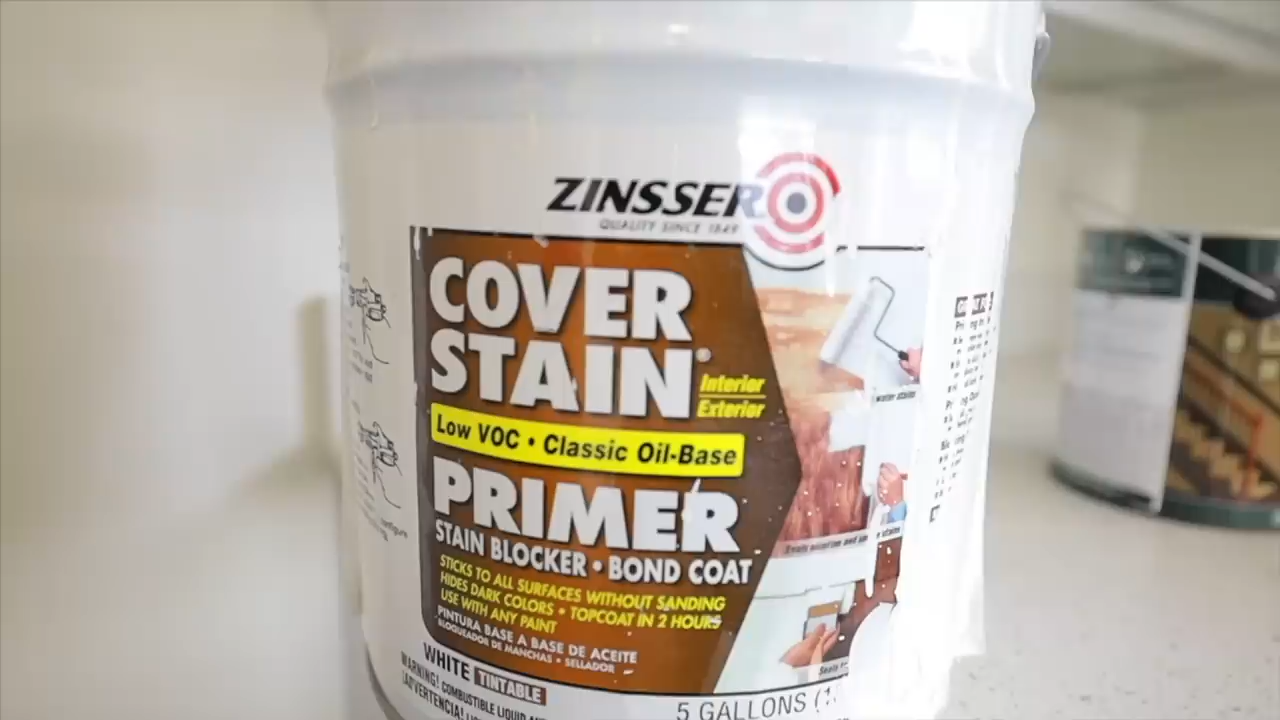 ZINSSER
QUALITY SINCE 1849
COVER
STAIN®
Interior
Exterior
Low VOC • Classic Oil-Base
PRIMER
STAIN BLOCKER • BOND COAT
STICKS TO ALL SURFACES WITHOUT SANDING
HIDES DARK COLORS • TOPCOAT IN 2 HOURS
USE WITH ANY PAINT
PINTURA BASE A BASE DE ACEITE
BLOQUEADOR DE MANCHAS • SELLADOR
WHITE TINTABLE
WARNING! COMBUSTIBLE LIQUID
¡ADVERTENCIA!
5 GALLONS
water stains